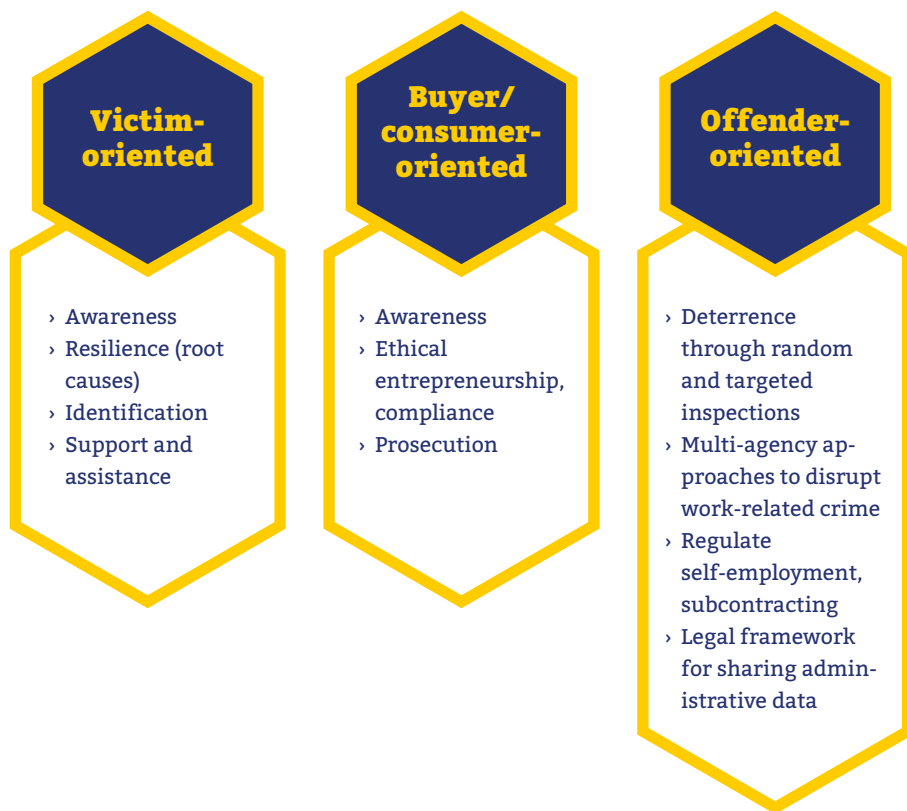 Victim-
oriented
› Awareness
› Resilience (root
causes)
› Identification
› Support and
assistance
Buyer/
consumer-
oriented
› Awareness
› Ethical
entrepreneurship,
compliance
› Prosecution
Offender-
oriented
› Deterrence
through random
and targeted
inspections
› Multi-agency ap-
proaches to disrupt
work-related crime
› Regulate
self-employment,
subcontracting
› Legal framework
for sharing admin-
istrative data